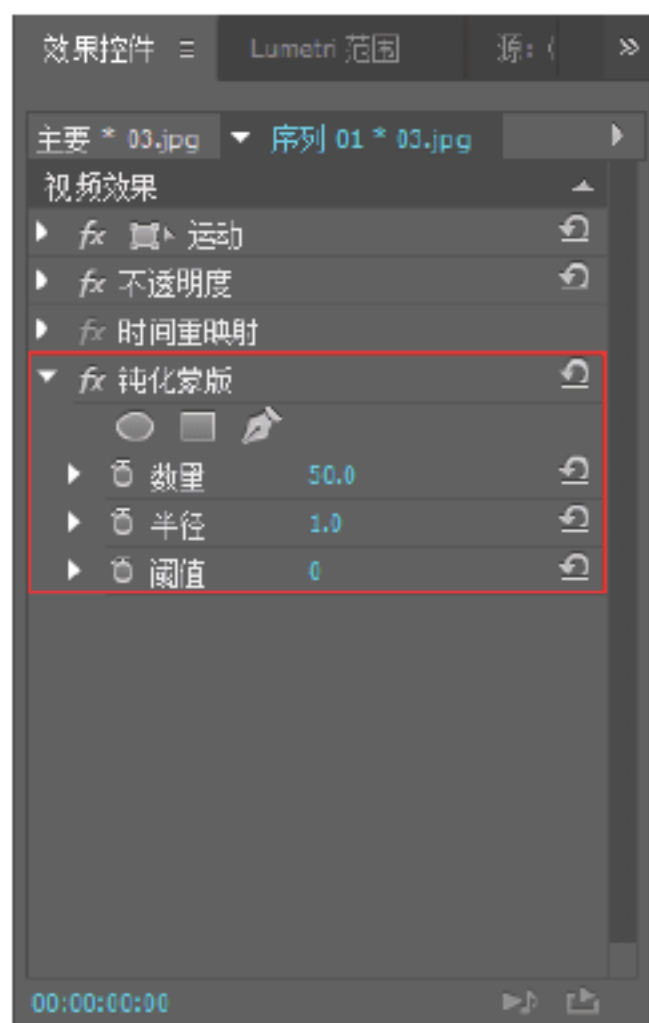 效果控件 Lumetri 范围 源:
主要 * 03.jpg 序列 01 * 03.jpg
视频效果
fx 运动
fx 不透明度
fx 时间重映射
fx 钝化蒙版
数量 50.0
半径 1.0
阈值 0
00:00:00:00